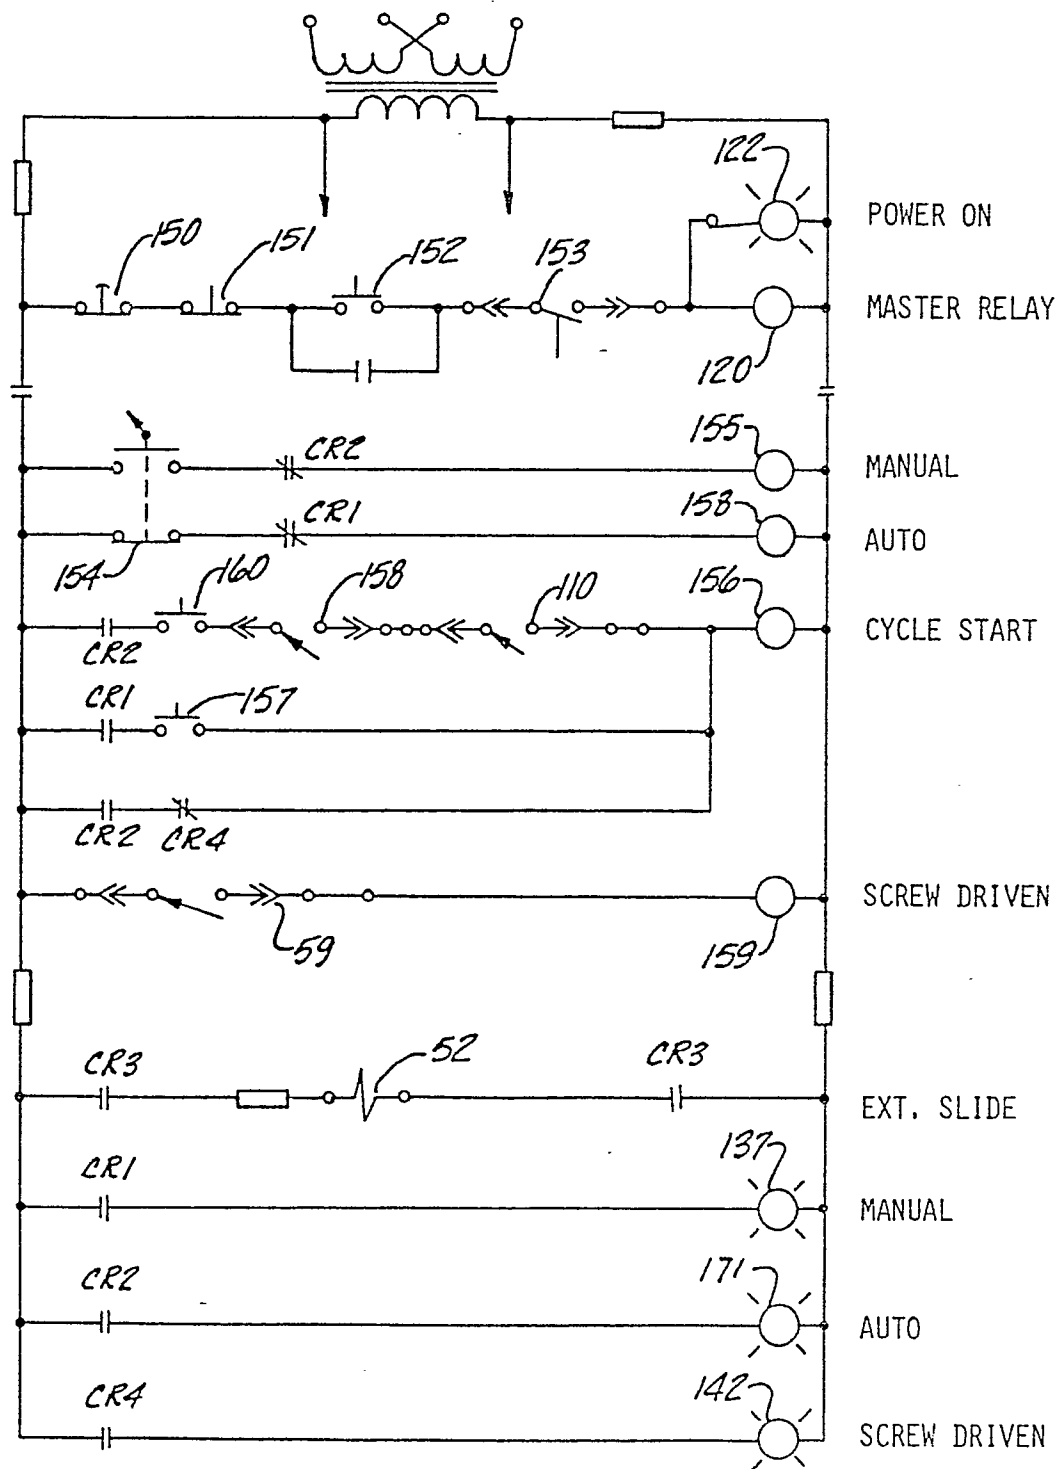 122
POWER ON
150
151
152
153
MASTER RELAY
120
CR2
155
MANUAL
CR1
158
AUTO
154
160
158
110
156
CYCLE START
CR2
CR1
157
CR2
CR4
SCREW DRIVEN
59
159
CR3
52
CR3
EXT. SLIDE
137
CR1
MANUAL
171
CR2
AUTO
142
CR4
SCREW DRIVEN